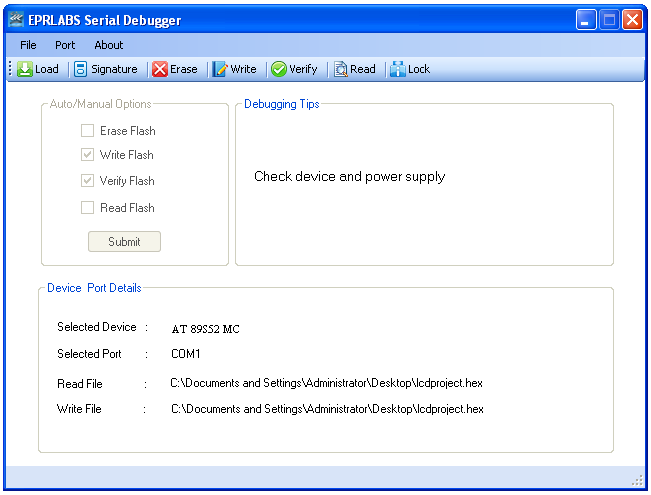 EPRLABS Serial Debugger
File Port About
Load Signature Erase Write Verify Read Lock
Auto/Manual Options
Erase Flash
Write Flash
Verify Flash
Read Flash
Submit
Debugging Tips
Check device and power supply
Device Port Details
Selected Device : AT 89S52 MC
Selected Port : COM1
Read File : C:\Documents and Settings\Administrator\Desktop\lcdproject.hex
Write File : C:\Documents and Settings\Administrator\Desktop\lcdproject.hex